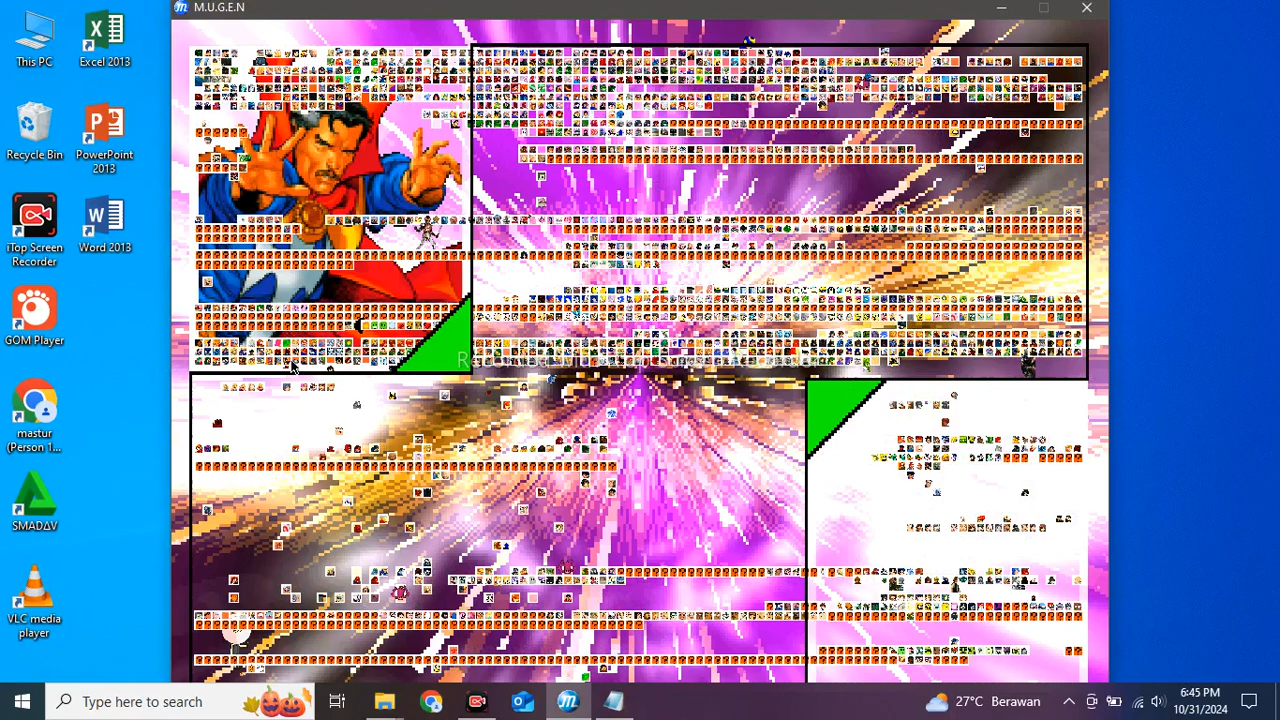 M.U.G.E.N
This PC
Excel 2013
Recycle Bin
PowerPoint
2013
iTop Screen
Recorder
Word 2013
GOM Player
mastur
(Person 1...
SMADΔV
VLC media
player
Type here to search
27°C Berawan
6:45 PM
10/31/2024